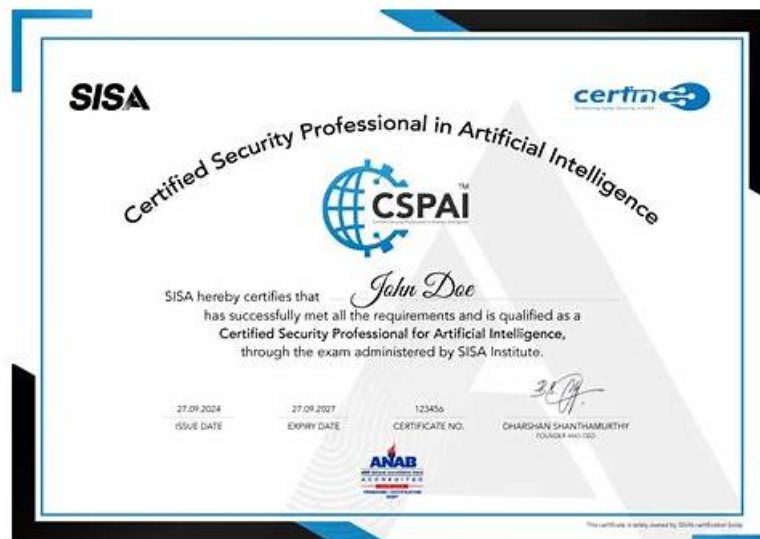 SISA
certin
Certified Security Professional in Artificial Intelligence
CSPAI
TM
SISA hereby certifies that John Doe
has successfully met all the requirements and is qualified as a
Certified Security Professional for Artificial Intelligence,
through the exam administered by SISA Institute.
27.09.2024 27.09.2027 123456
ISSUE DATE EXPIRY DATE CERTIFICATE NO. DHARSHAN SHANTHAMURTHY
FOUNDER AND CEO
ANAB
ACCREDITED